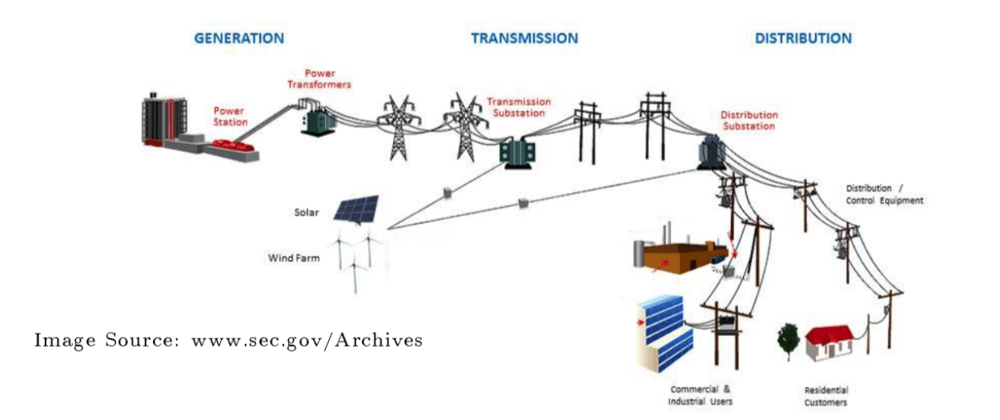 GENERATION
TRANSMISSION
DISTRIBUTION
Power
Transformers
Power
Station
Transmission
Substation
Distribution
Substation
Distribution /
Control Equipment
Solar
Wind Farm
Image Source: www.sec.gov/Archives
Commercial &
Industrial Users
Residential
Customers